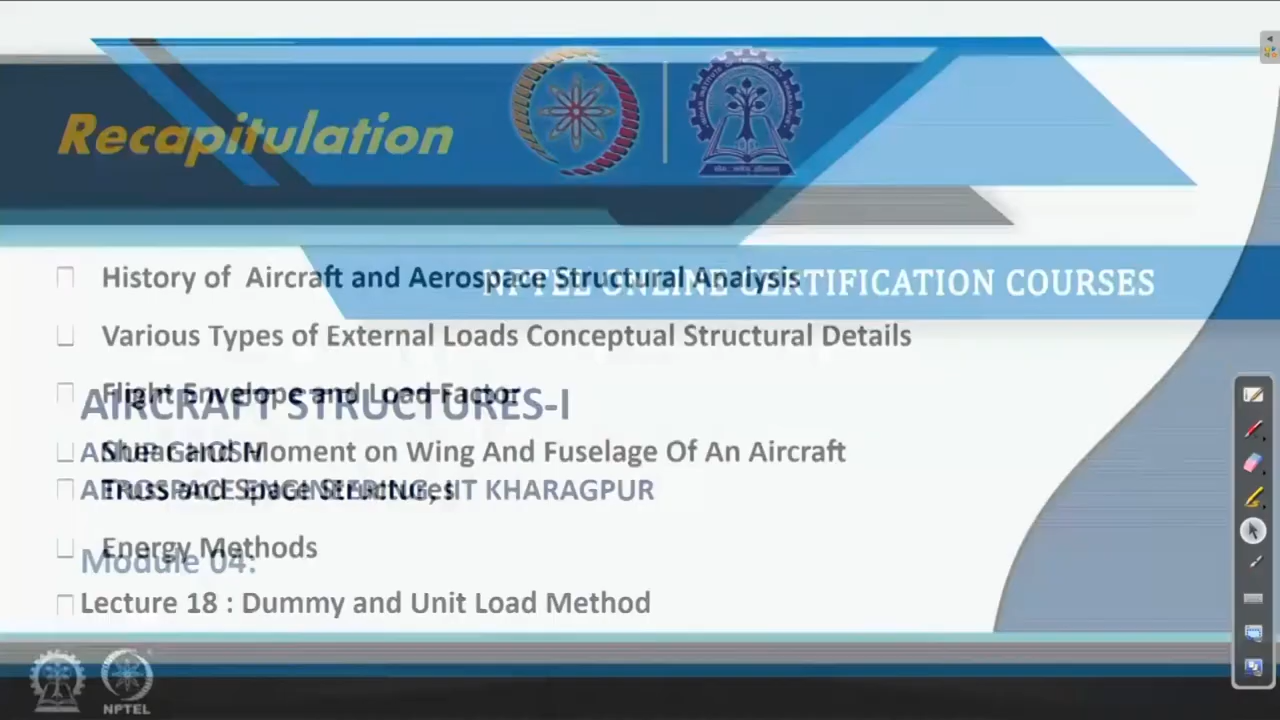 Recapitulation
History of Aircraft and Aerospace Structural Analysis
NPTEL ONLINE CERTIFICATION COURSES
Various Types of External Loads Conceptual Structural Details
Flight Envelope and Load Factor
AIRCRAFT STRUCTURES-I
Shear and Moment on Wing And Fuselage Of An Aircraft
ANUP GHOSH
Truss and Space Structures
AEROSPACE ENGINEERING, IIT KHARAGPUR
Energy Methods
Module 04:
Lecture 18 : Dummy and Unit Load Method
NPTEL